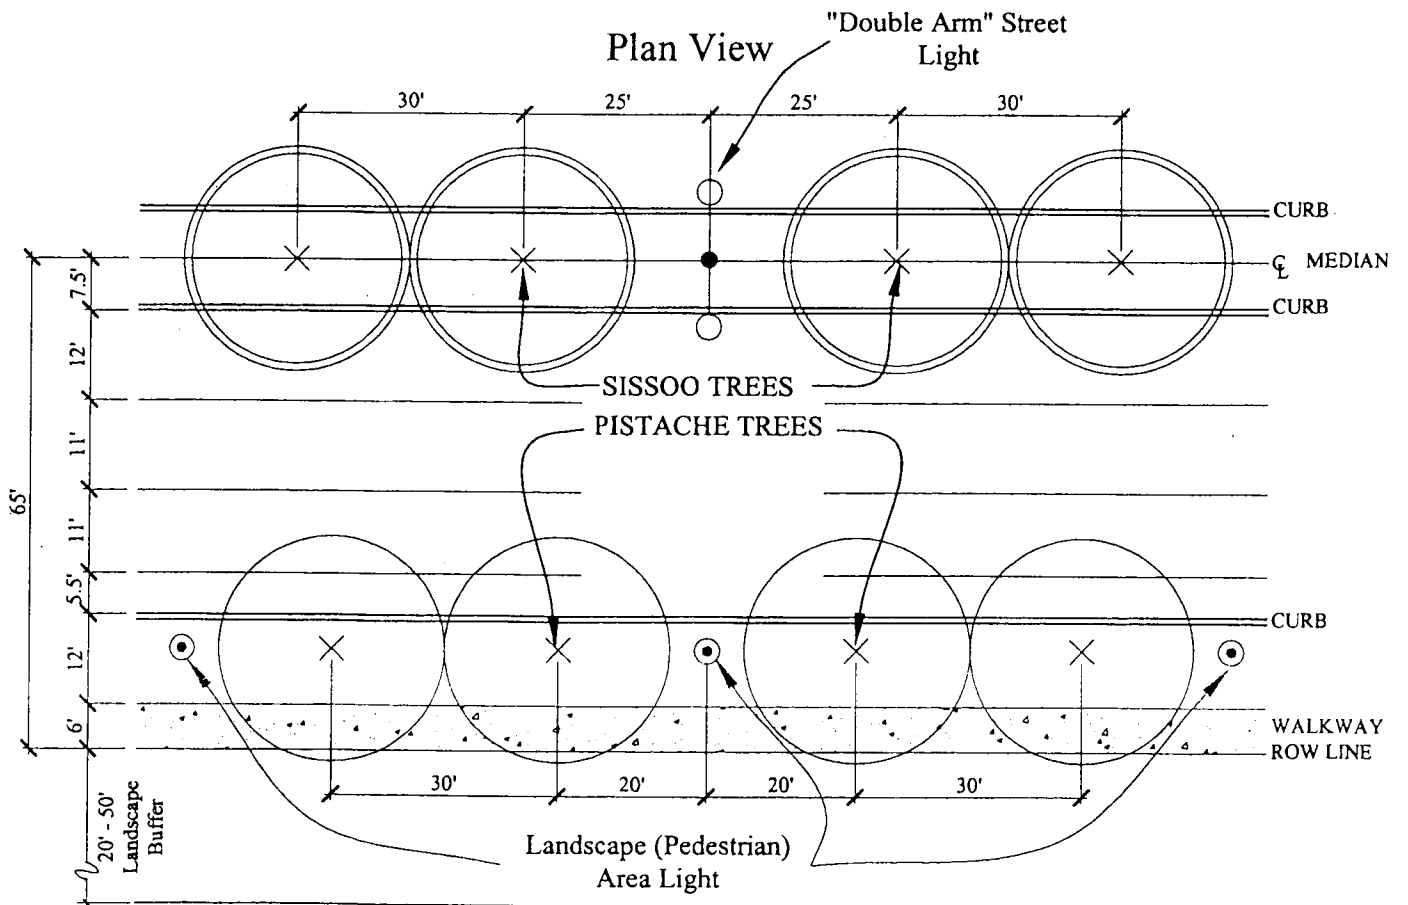 Plan View
"Double Arm" Street
Light
30'
25'
25'
30'
CURB
℄ MEDIAN
CURB
7.5'
12'
11'
11'
5.5'
12'
6'
65'
SISSOO TREES
PISTACHE TREES
CURB
WALKWAY
ROW LINE
30'
20'
20'
30'
20' - 50'
Landscape
Buffer
Landscape (Pedestrian)
Area Light